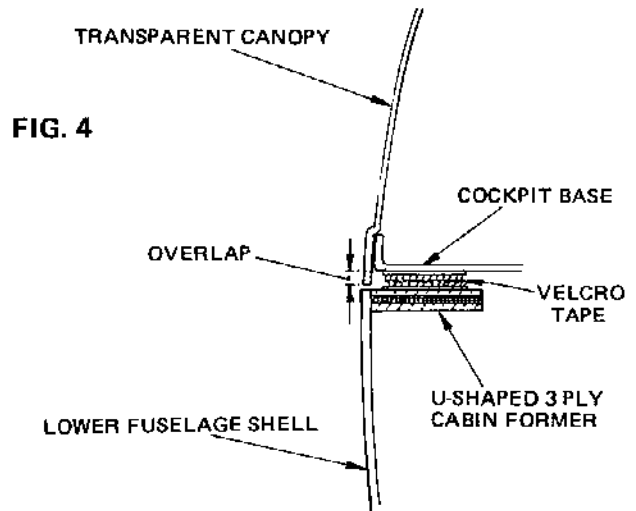 TRANSPARENT CANOPY
FIG. 4
COCKPIT BASE
OVERLAP
VELCRO
TAPE
U-SHAPED 3 PLY
CABIN FORMER
LOWER FUSELAGE SHELL